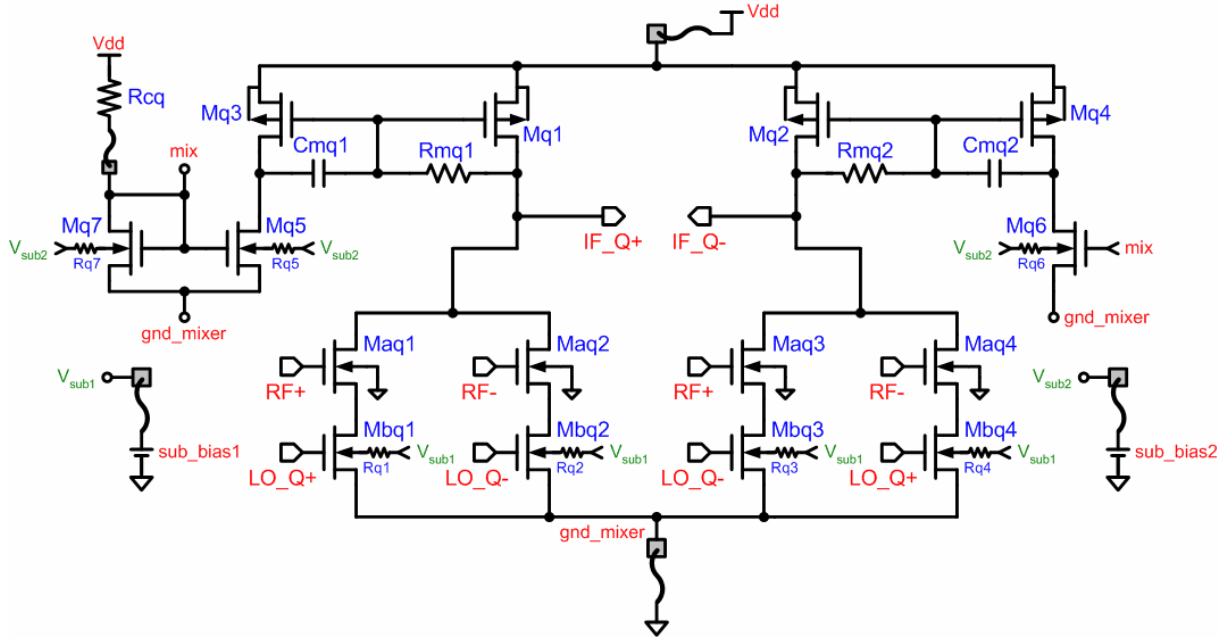 Vdd
Vdd
Rcq
Mq3
Mq1
Mq2
Mq4
mix
Cmq1
Rmq1
Rmq2
Cmq2
Mq7
Mq5
Mq6
Vsub2
Rq7
Rq5
Vsub2
IF_Q+
IF_Q-
Vsub2
Rq6
mix
gnd_mixer
gnd_mixer
Maq1
Maq2
Maq3
Maq4
Vsub1
RF+
RF-
RF+
RF-
Vsub2
Mbq1
Mbq2
Mbq3
Mbq4
sub_bias1
Rq1
Vsub1
Rq2
Vsub1
Rq3
Vsub1
Rq4
Vsub1
sub_bias2
LO_Q+
LO_Q-
LO_Q-
LO_Q+
gnd_mixer